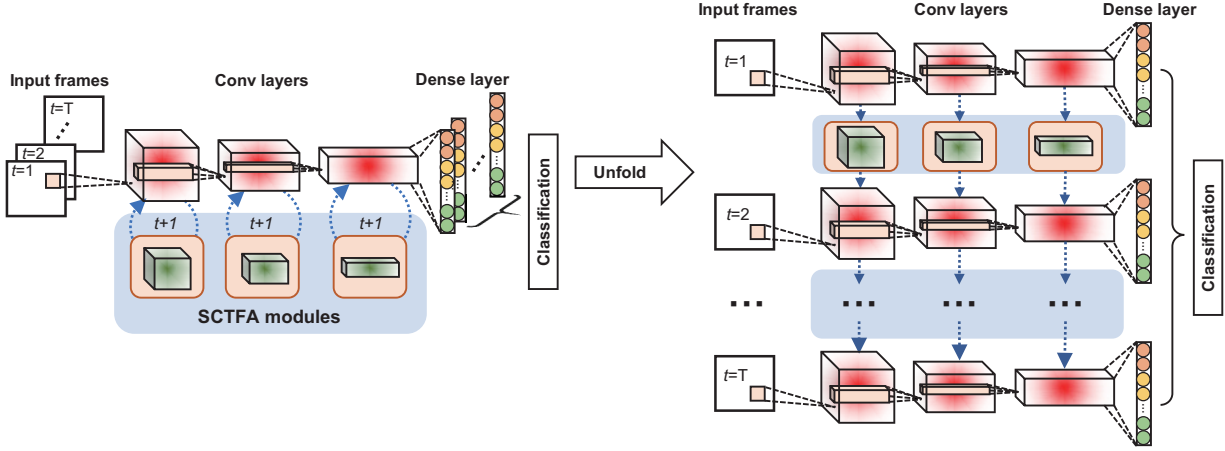 Input frames
Conv layers
Dense layer
t=T
t=2
t=1
t+1
t+1
t+1
SCTFA modules
Classification
Unfold
Input frames
Conv layers
Dense layer
t=1
t=2
t=T
Classification